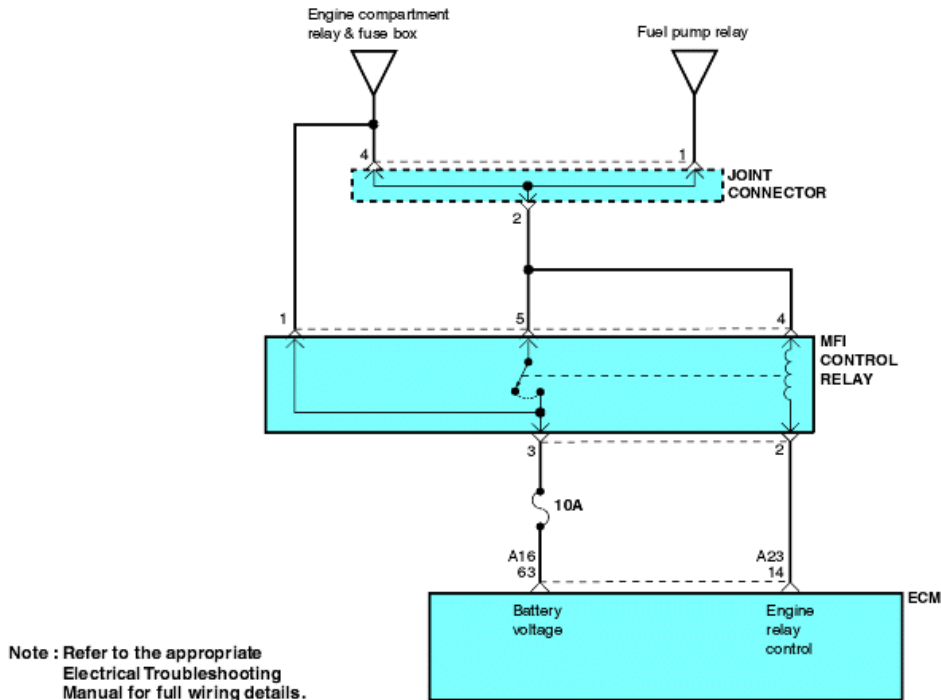 Engine compartment
relay & fuse box
Fuel pump relay
4
1
JOINT
CONNECTOR
2
1
5
4
MFI
CONTROL
RELAY
3
2
10A
A16
63
A23
14
ECM
Battery
voltage
Engine
relay
control
Note : Refer to the appropriate
Electrical Troubleshooting
Manual for full wiring details.